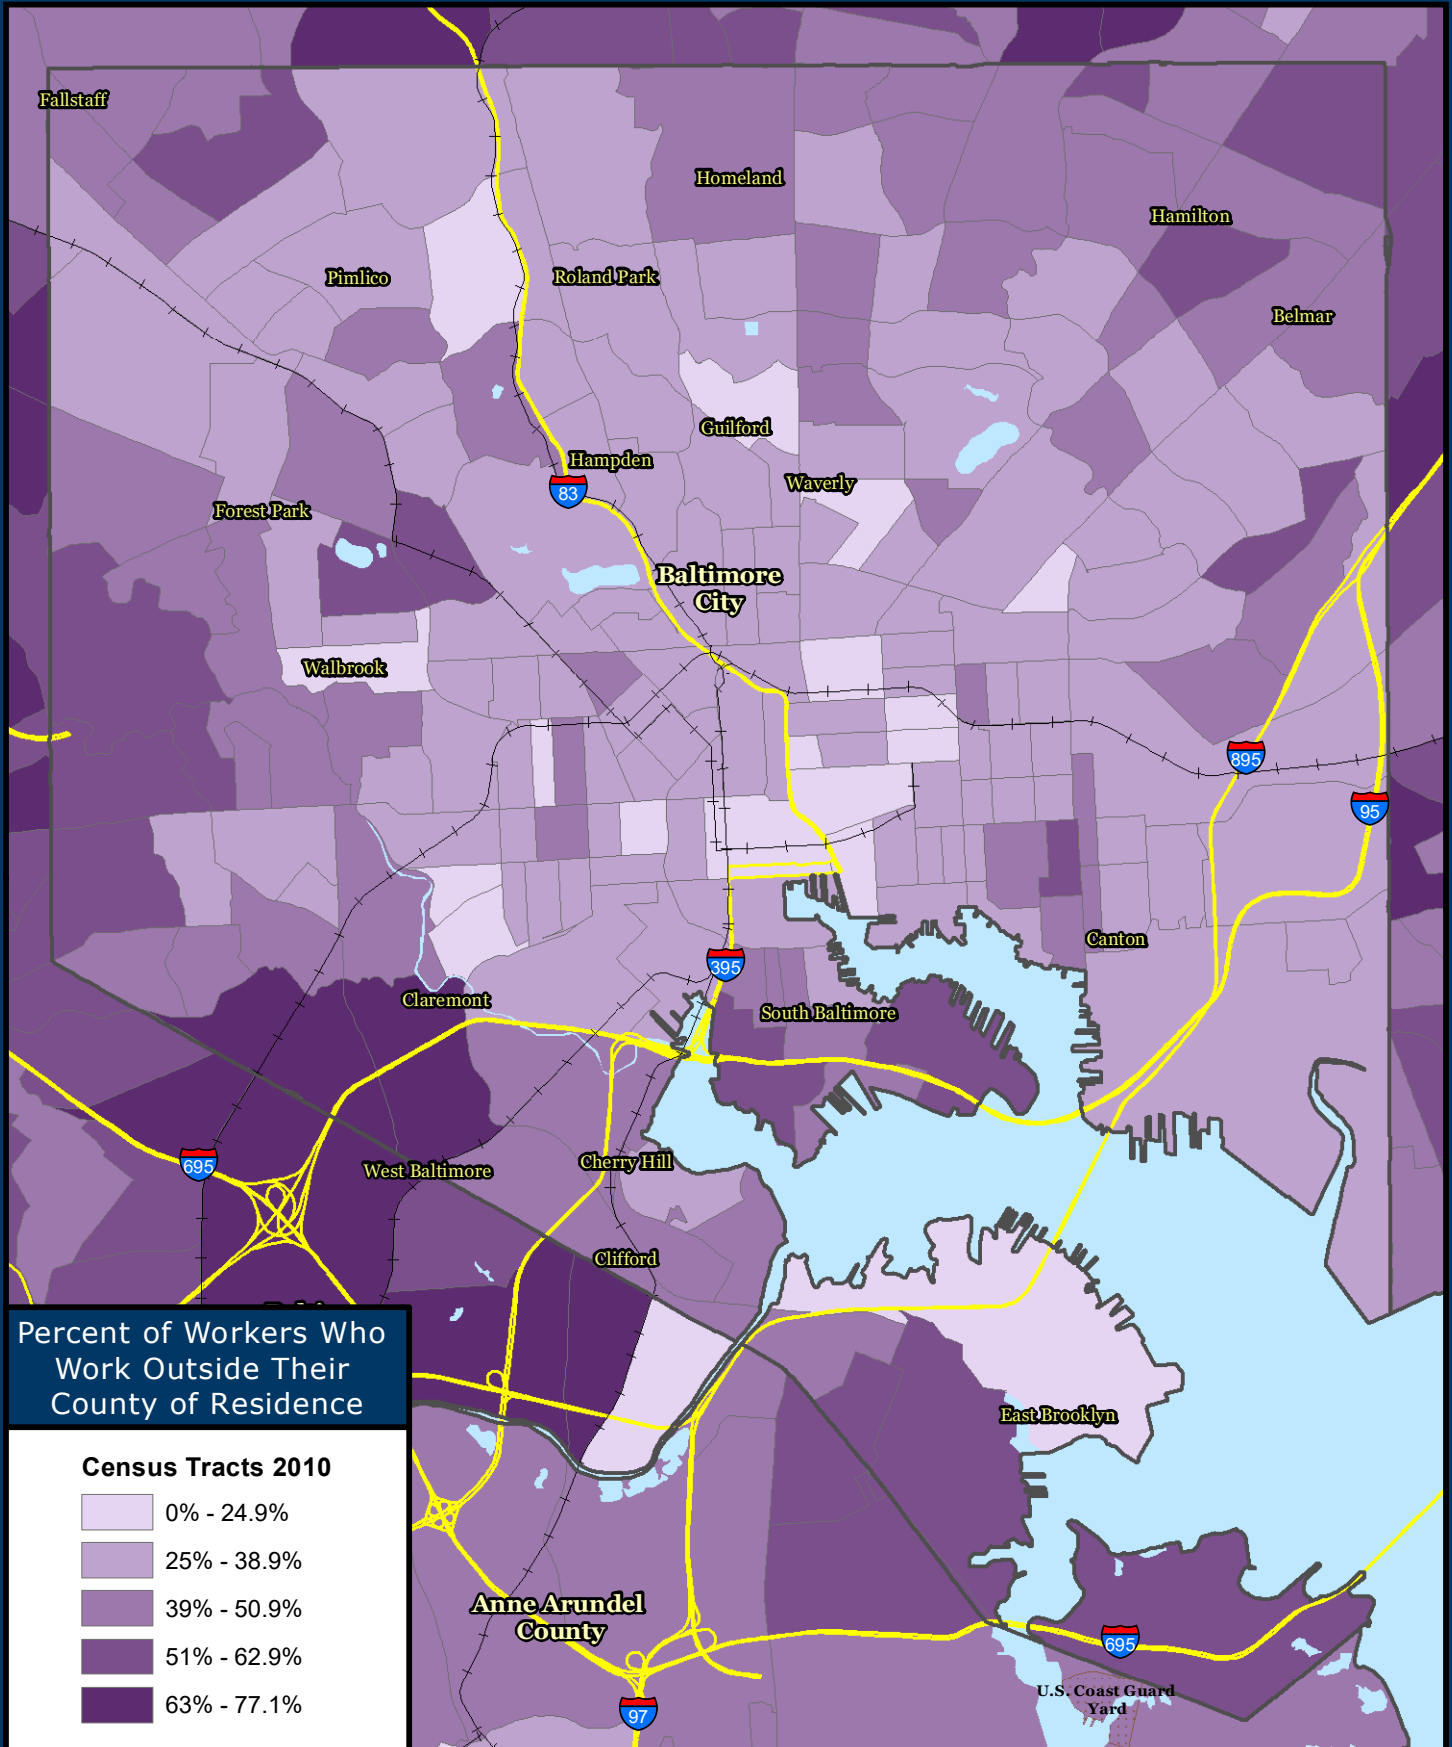 Fallstaff
Homeland
Hamilton
Pimlico
Roland Park
Belmar
Guilford
Hampden
Waverly
83
Forest Park
Baltimore
City
Walbrook
895
95
Canton
395
Claremont
South Baltimore
695
West Baltimore
Cherry Hill
Clifford
East Brooklyn
Anne Arundel
County
695
U.S. Coast Guard
Yard
97
Percent of Workers Who
Work Outside Their
County of Residence
Census Tracts 2010
0% - 24.9%
25% - 38.9%
39% - 50.9%
51% - 62.9%
63% - 77.1%